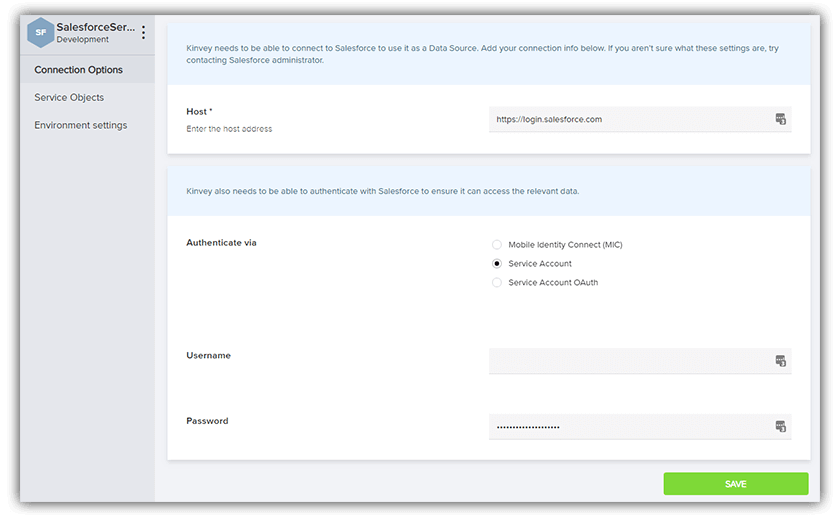 SF
SalesforceSer...
Development
Connection Options
Service Objects
Environment settings
Kinvey needs to be able to connect to Salesforce to use it as a Data Source. Add your connection info below. If you aren't sure what these settings are, try
contacting Salesforce administrator.
Host *
Enter the host address
https://login.salesforce.com
Kinvey also needs to be able to authenticate with Salesforce to ensure it can access the relevant data.
Authenticate via
Mobile Identity Connect (MIC)
Service Account
Service Account OAuth
Username
Password
••••••••••••••••••••
SAVE